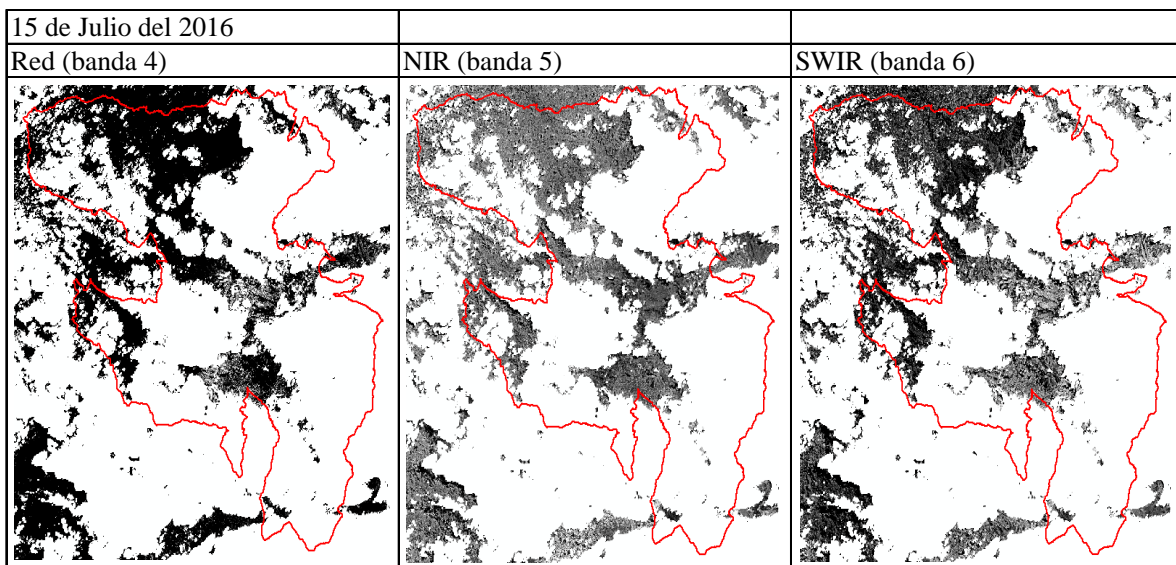 15 de Julio del 2016
Red (banda 4)
NIR (banda 5)
SWIR (banda 6)